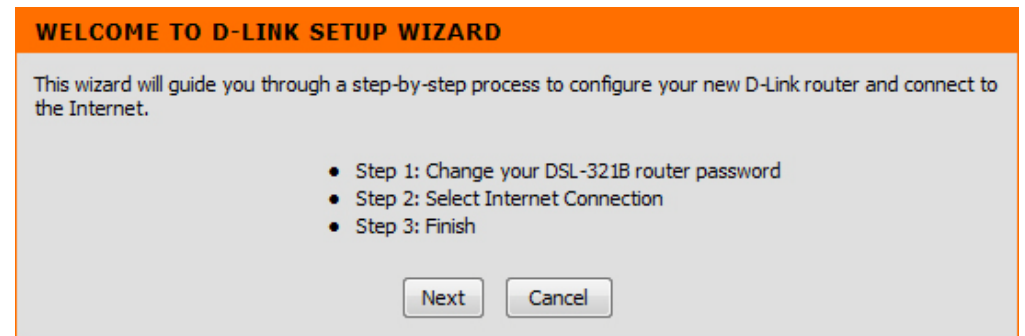 WELCOME TO D-LINK SETUP WIZARD
This wizard will guide you through a step-by-step process to configure your new D-Link router and connect to
the Internet.
● Step 1: Change your DSL-321B router password
● Step 2: Select Internet Connection
● Step 3: Finish
Next Cancel